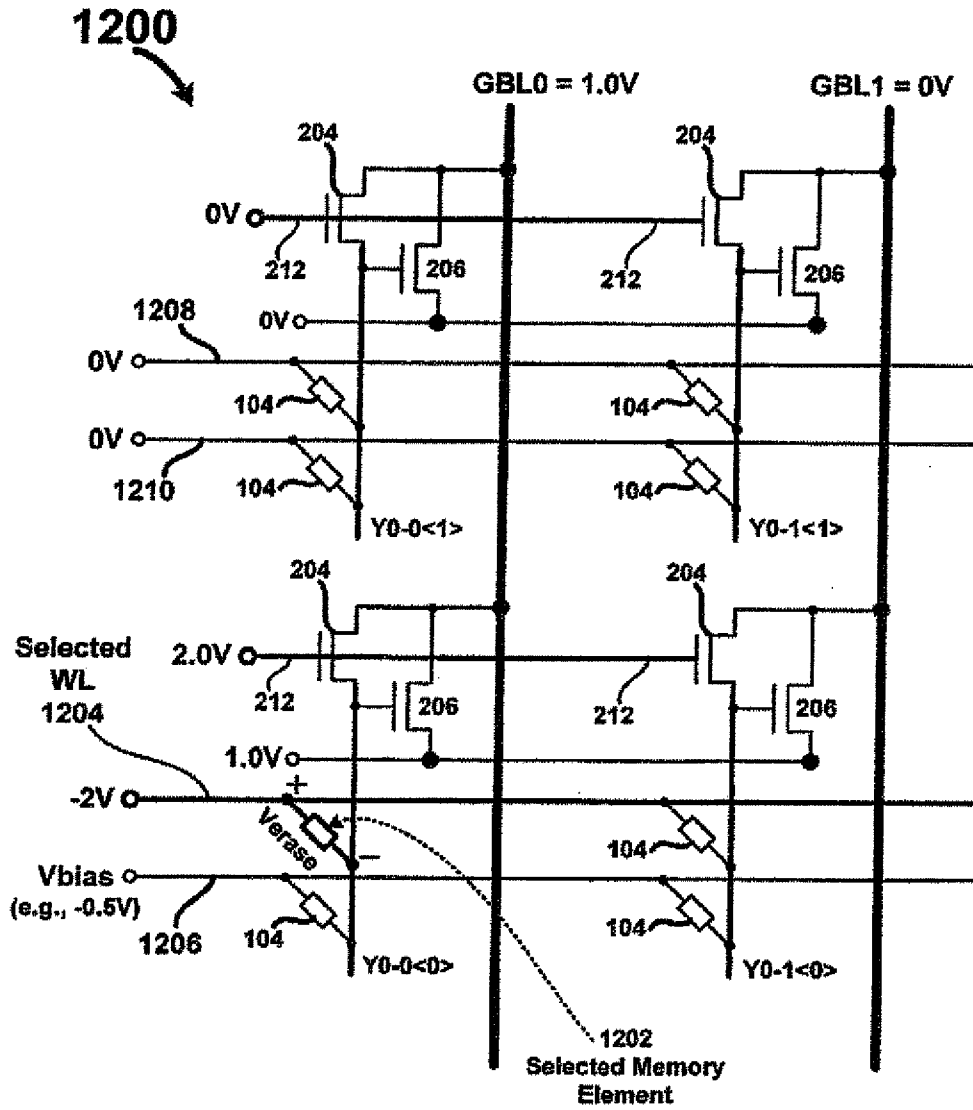 1200
GBL0 = 1.0V
GBL1 = 0V
204
204
0V
212
206
212
206
1208
0V
0V
104
104
0V
1210
104
104
Y0-0<1>
Y0-1<1>
204
204
Selected
WL
1204
2.0V
212
206
212
206
1.0V
-2V
+
Verase
-
104
Vbias
(e.g., -0.5V)
1206
104
104
Y0-0<0>
Y0-1<0>
1202
Selected Memory
Element